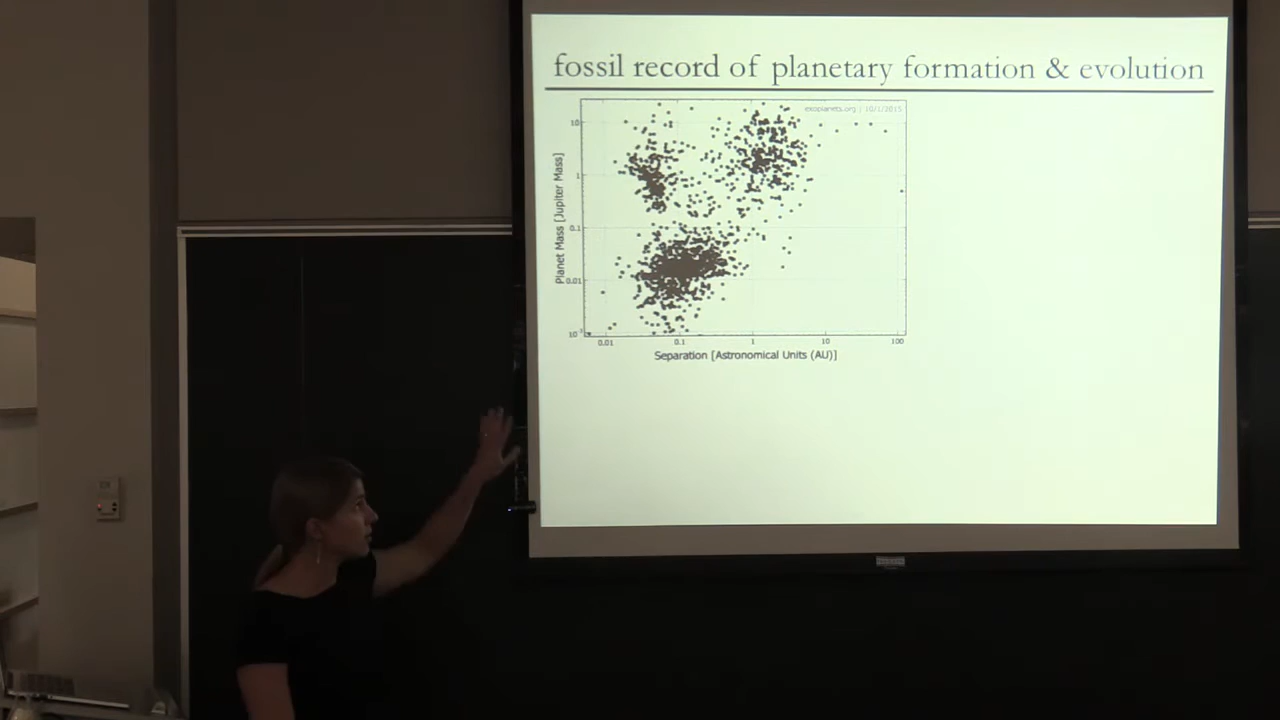 fossil record of planetary formation & evolution
exoplanets.org | 10/1/2015
10
1
0.1
0.01
Planet Mass [Jupiter Mass]
0.01
0.1
1
10
100
Separation [Astronomical Units (AU)]